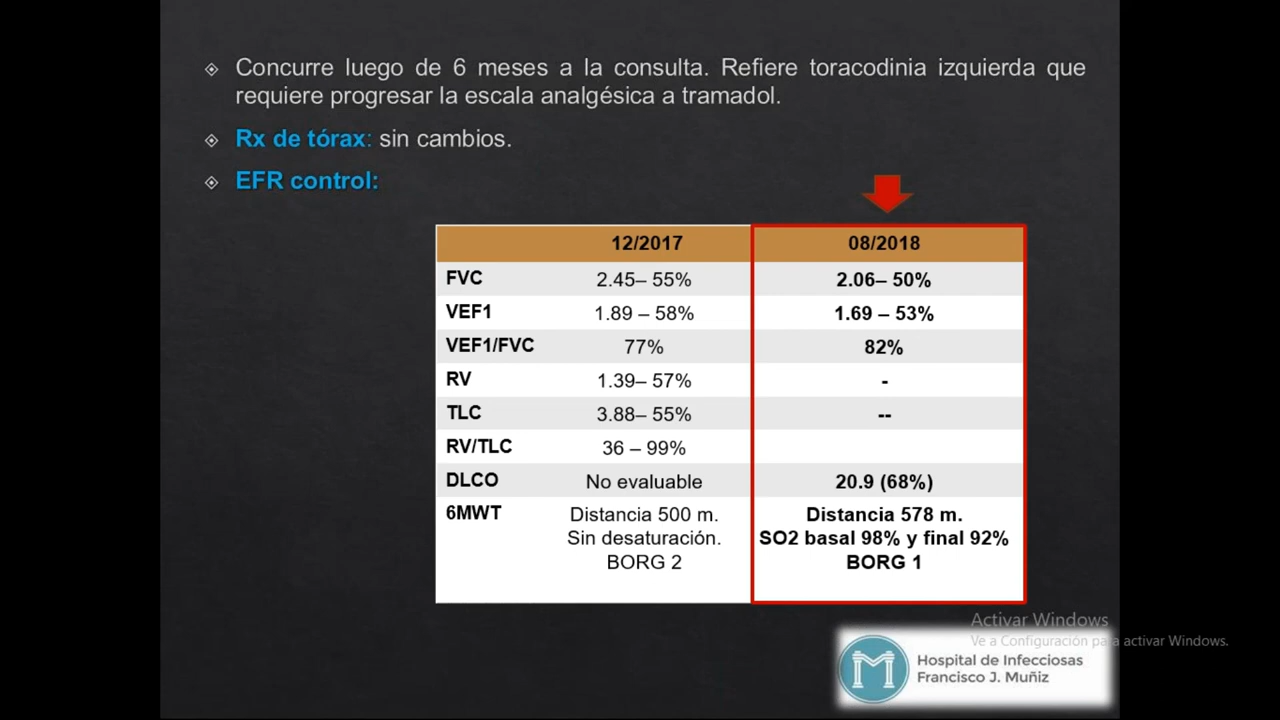 Concurre luego de 6 meses a la consulta. Refiere toracodinia izquierda que
requiere progresar la escala analgésica a tramadol.
Rx de tórax: sin cambios.
EFR control:
12/2017 08/2018
FVC 2.45– 55% 2.06– 50%
VEF1 1.89 – 58% 1.69 – 53%
VEF1/FVC 77% 82%
RV 1.39– 57% -
TLC 3.88– 55% --
RV/TLC 36 – 99%
DLCO No evaluable 20.9 (68%)
6MWT Distancia 500 m. Distancia 578 m.
Sin desaturación. SO2 basal 98% y final 92%
BORG 2 BORG 1
Activar Windows
Ve a Configuración para activar Windows.
Hospital de Infecciosas
Francisco J. Muñiz